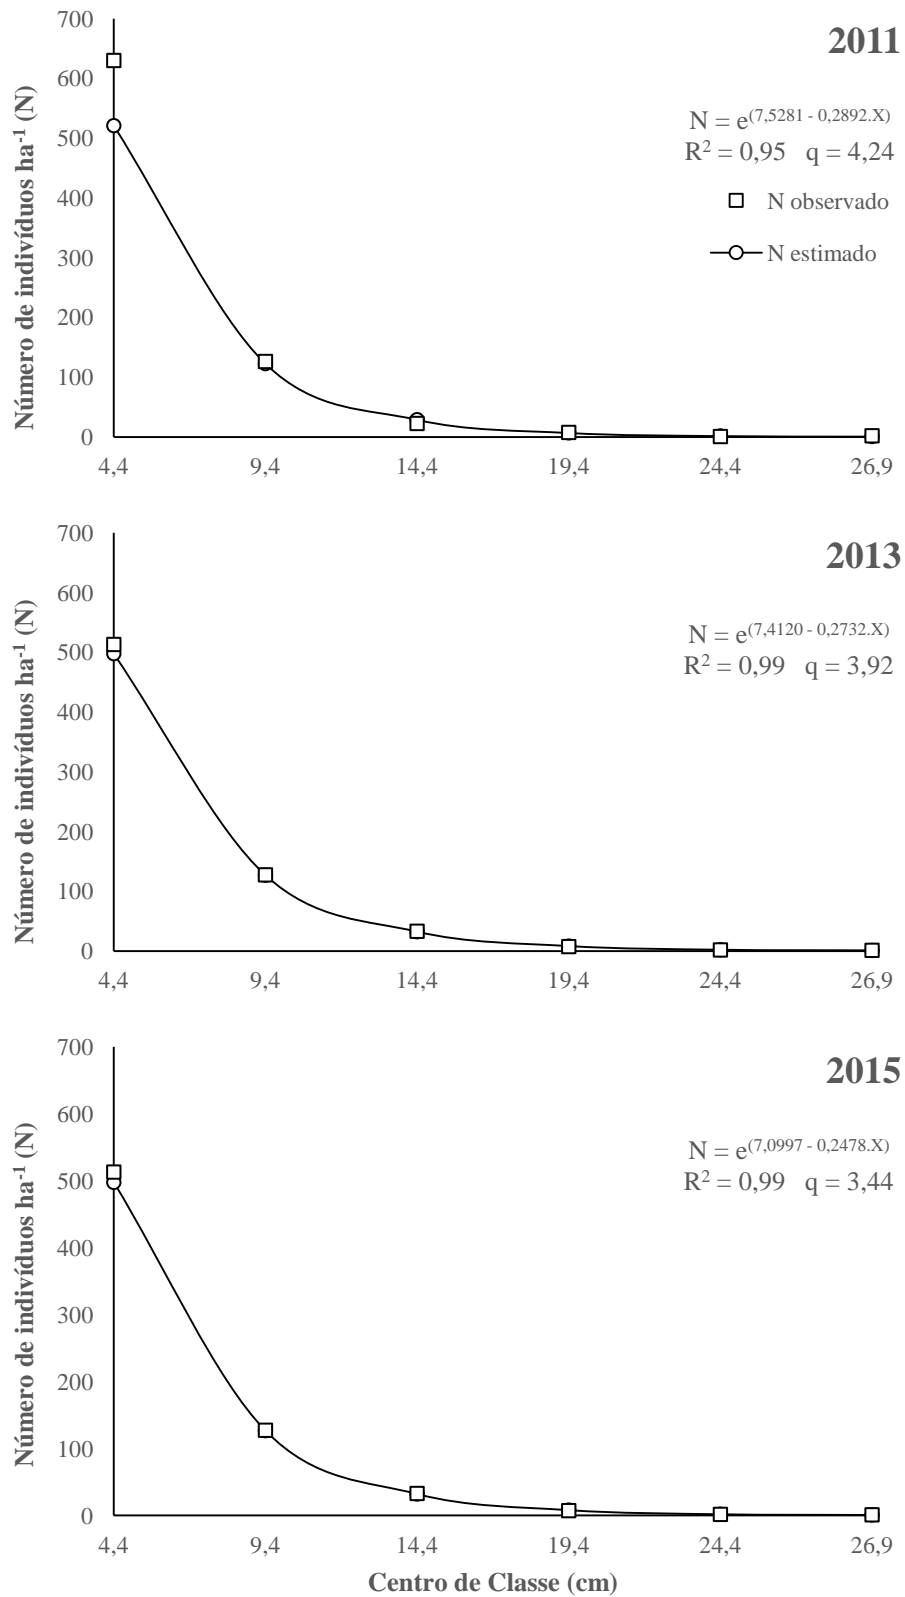 2011
N = e^(7,5281 - 0,2892.X)
R² = 0,95 q = 4,24
N observado
N estimado
Número de indivíduos ha⁻¹ (N)
700
600
500
400
300
200
100
0
4,4 9,4 14,4 19,4 24,4 26,9
2013
N = e^(7,4120 - 0,2732.X)
R² = 0,99 q = 3,92
Número de indivíduos ha⁻¹ (N)
700
600
500
400
300
200
100
0
4,4 9,4 14,4 19,4 24,4 26,9
2015
N = e^(7,0997 - 0,2478.X)
R² = 0,99 q = 3,44
Número de indivíduos ha⁻¹ (N)
700
600
500
400
300
200
100
0
4,4 9,4 14,4 19,4 24,4 26,9
Centro de Classe (cm)